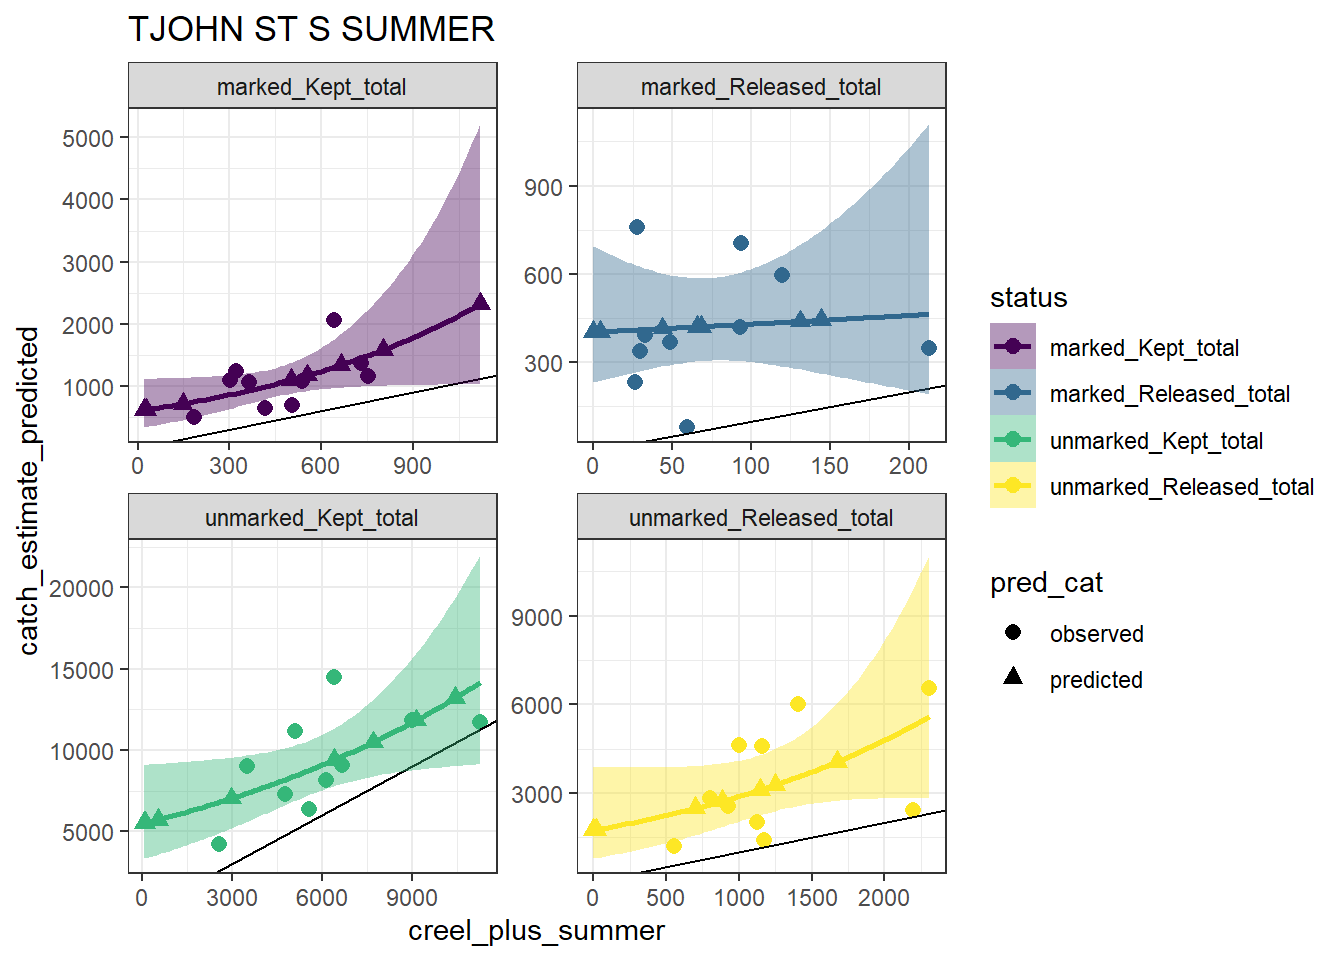 TJOHN ST S SUMMER
marked_Kept_total
marked_Released_total
5000
4000
3000
2000
1000
0
300
600
900
900
600
300
0
50
100
150
200
unmarked_Kept_total
unmarked_Released_total
20000
15000
10000
5000
0
3000
6000
9000
9000
6000
3000
0
500
1000
1500
2000
catch_estimate_predicted
creel_plus_summer
status
marked_Kept_total
marked_Released_total
unmarked_Kept_total
unmarked_Released_total
pred_cat
observed
predicted